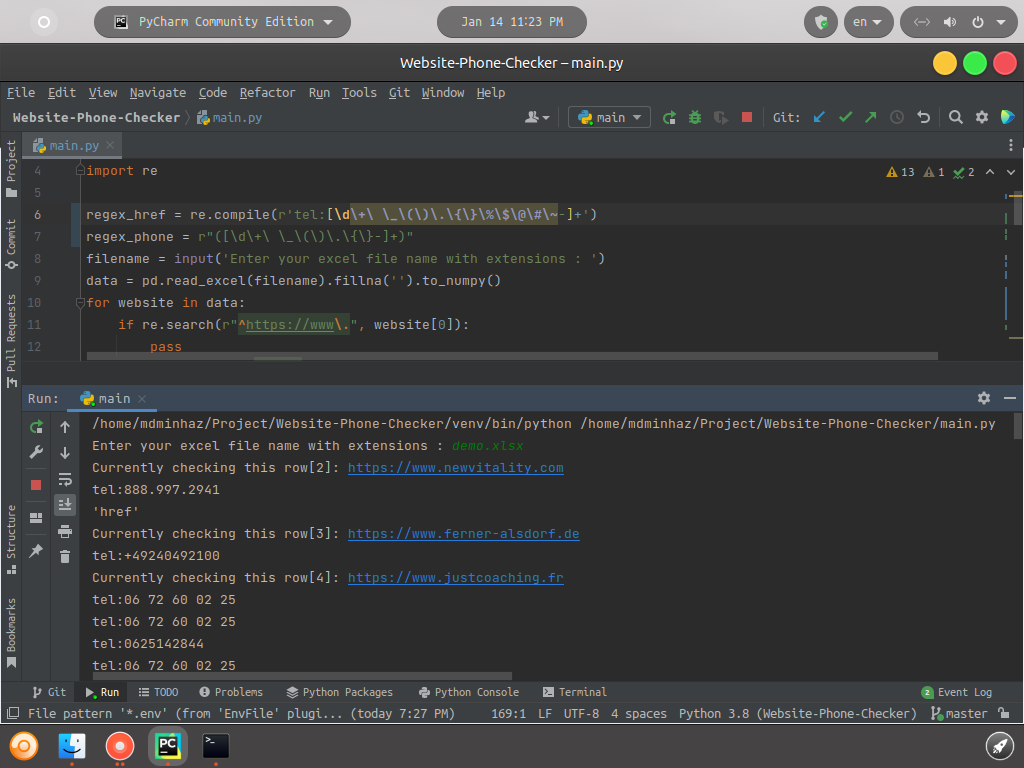 PyCharm Community Edition
Jan 14 11:23 PM
en
Website-Phone-Checker – main.py
File Edit View Navigate Code Refactor Run Tools Git Window Help
Website-Phone-Checker main.py
main
Git:
main.py
Project
Commit
Pull Requests
13 1 2
4 import re
5
6 regex_href = re.compile(r'tel:[\d\+\ \_\(\)\.\{\}\%\$\@\#\~-]+')
7 regex_phone = r"([\d\+\ \_\(\)\.\{\}-]+)"
8 filename = input('Enter your excel file name with extensions : ')
9 data = pd.read_excel(filename).fillna('').to_numpy()
10 for website in data:
11 if re.search(r"^https://www\.", website[0]):
12 pass
Run: main
Structure
Bookmarks
/home/mdminhaz/Project/Website-Phone-Checker/venv/bin/python /home/mdminhaz/Project/Website-Phone-Checker/main.py
Enter your excel file name with extensions : demo.xlsx
Currently checking this row[2]: https://www.newvitality.com
tel:888.997.2941
'href'
Currently checking this row[3]: https://www.ferner-alsdorf.de
tel:+49240492100
Currently checking this row[4]: https://www.justcoaching.fr
tel:06 72 60 02 25
tel:06 72 60 02 25
tel:0625142844
tel:06 72 60 02 25
Git Run TODO Problems Python Packages Python Console Terminal 2 Event Log
File pattern '*.env' (from 'EnvFile' plugi... (today 7:27 PM) 169:1 LF UTF-8 4 spaces Python 3.8 (Website-Phone-Checker) master
PC
>_